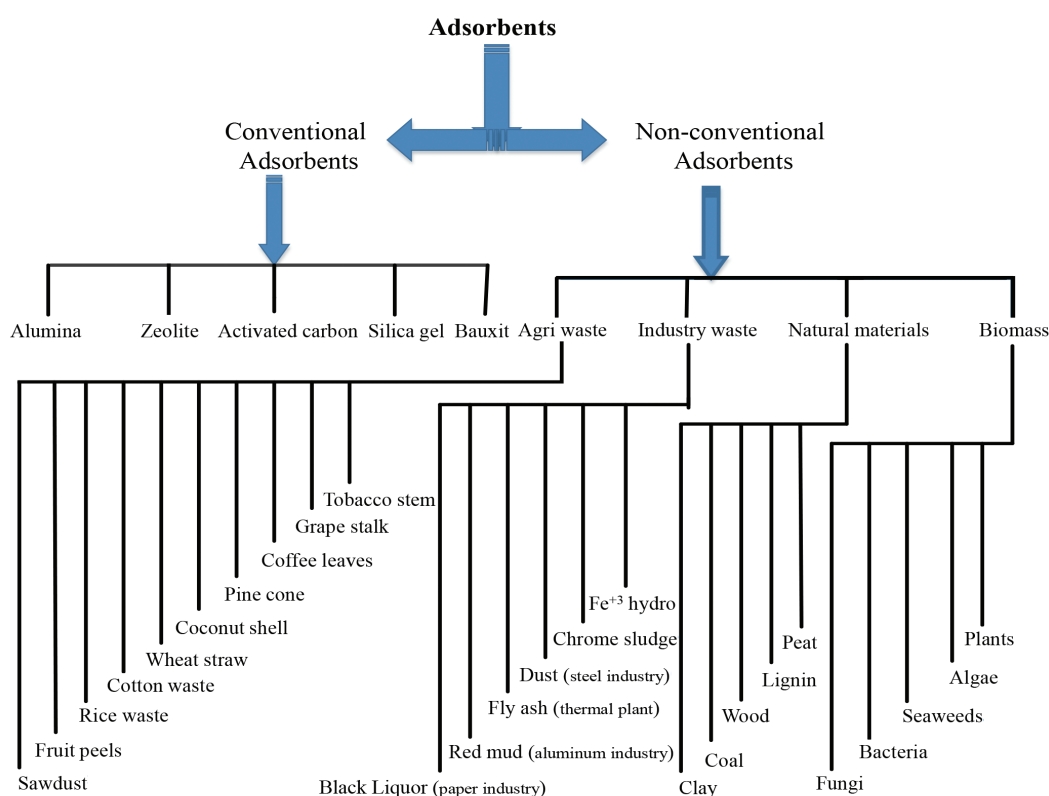 Adsorbents
Conventional
Adsorbents
Non-conventional
Adsorbents
Alumina
Zeolite
Activated carbon
Silica gel
Bauxit
Agri waste
Industry waste
Natural materials
Biomass
Tobacco stem
Grape stalk
Coffee leaves
Pine cone
Coconut shell
Wheat straw
Cotton waste
Rice waste
Fruit peels
Sawdust
Fe⁺³ hydro
Chrome sludge
Dust (steel industry)
Fly ash (thermal plant)
Red mud (aluminum industry)
Black Liquor (paper industry)
Peat
Lignin
Wood
Coal
Clay
Plants
Algae
Seaweeds
Bacteria
Fungi